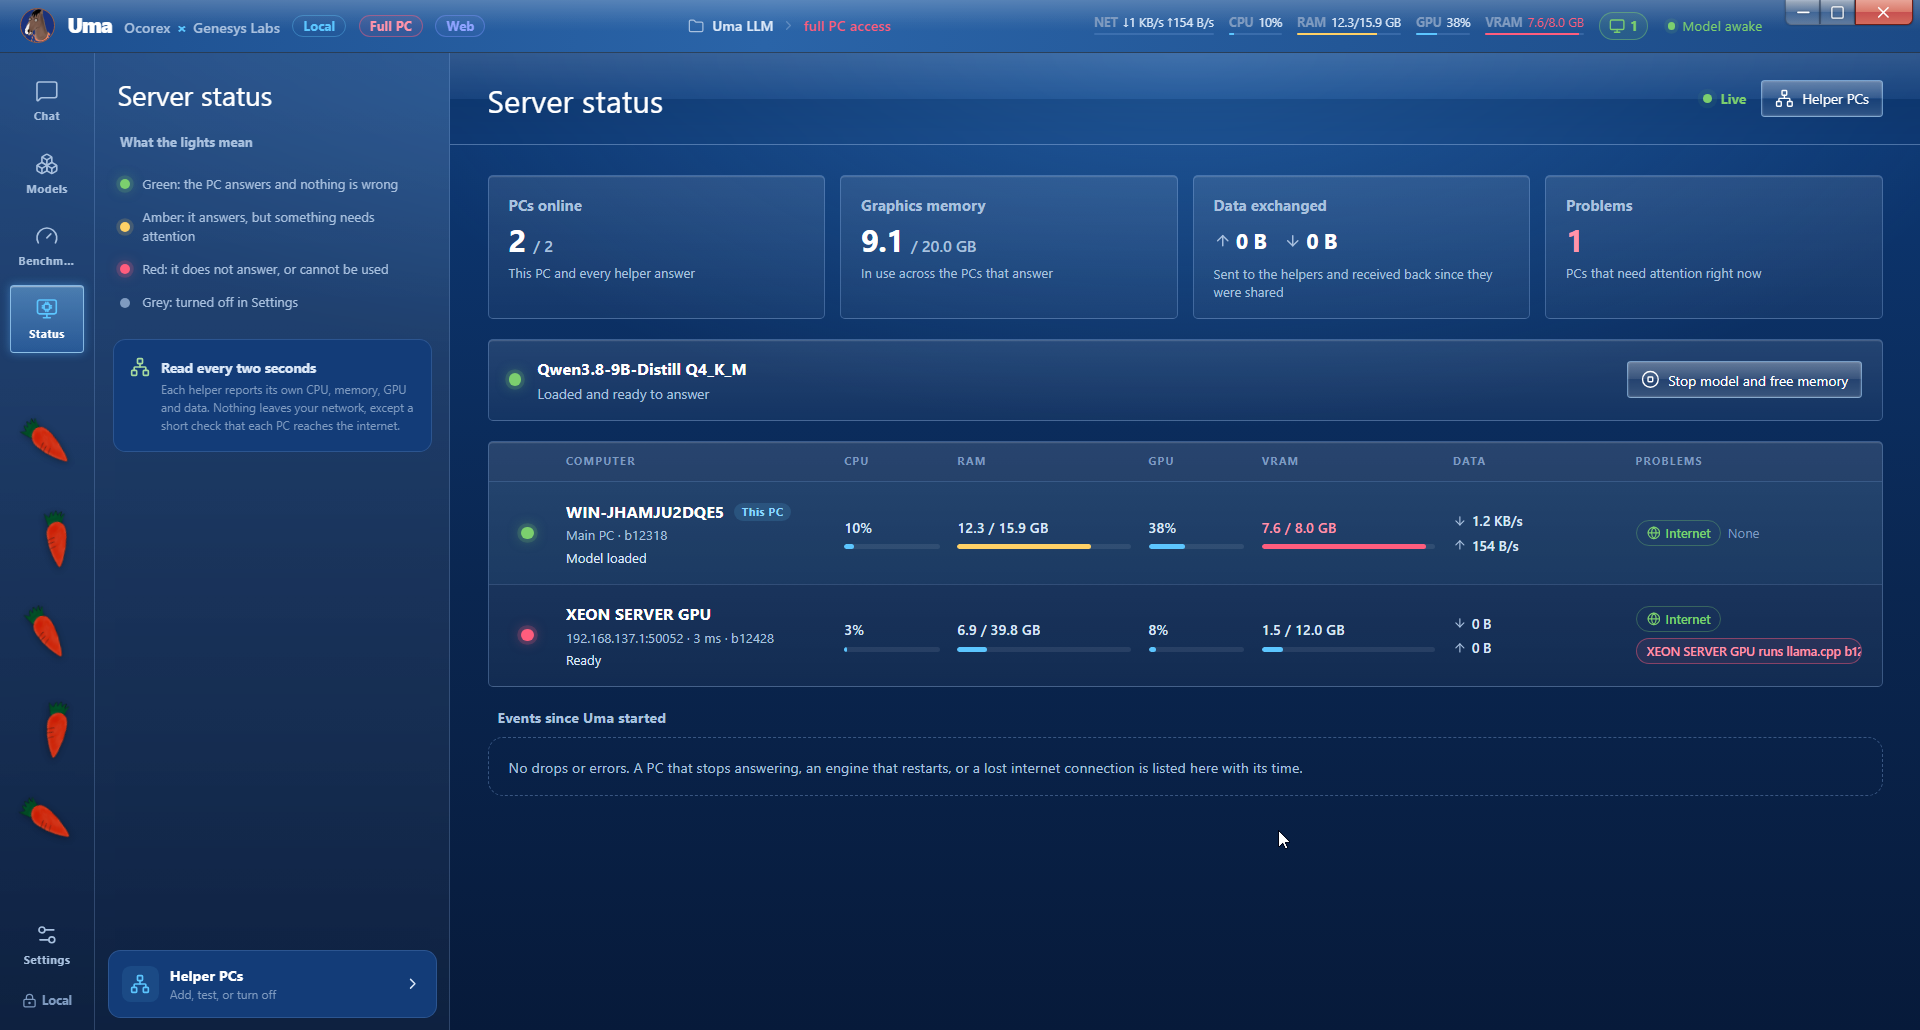 Uma Ocorex × Genesys Labs Local Full PC Web
Uma LLM > full PC access
NET ↓1 KB/s ↑154 B/s CPU 10% RAM 12.3/15.9 GB GPU 38% VRAM 7.6/8.0 GB 1 Model awake
Chat
Models
Benchm...
Status
Settings
Local
Server status
What the lights mean
Green: the PC answers and nothing is wrong
Amber: it answers, but something needs
attention
Red: it does not answer, or cannot be used
Grey: turned off in Settings
Read every two seconds
Each helper reports its own CPU, memory, GPU
and data. Nothing leaves your network, except a
short check that each PC reaches the internet.
Helper PCs
Add, test, or turn off
Server status
Live Helper PCs
PCs online
2 / 2
This PC and every helper answer
Graphics memory
9.1 / 20.0 GB
In use across the PCs that answer
Data exchanged
↑ 0 B ↓ 0 B
Sent to the helpers and received back since they
were shared
Problems
1
PCs that need attention right now
Qwen3.8-9B-Distill Q4_K_M
Loaded and ready to answer
Stop model and free memory
COMPUTER CPU RAM GPU VRAM DATA PROBLEMS
WIN-JHAMJU2DQE5 This PC
Main PC · b12318
Model loaded
10% 12.3 / 15.9 GB 38% 7.6 / 8.0 GB
↓ 1.2 KB/s
↑ 154 B/s
Internet None
XEON SERVER GPU
192.168.137.1:50052 · 3 ms · b12428
Ready
3% 6.9 / 39.8 GB 8% 1.5 / 12.0 GB
↓ 0 B
↑ 0 B
Internet
XEON SERVER GPU runs llama.cpp b12
Events since Uma started
No drops or errors. A PC that stops answering, an engine that restarts, or a lost internet connection is listed here with its time.